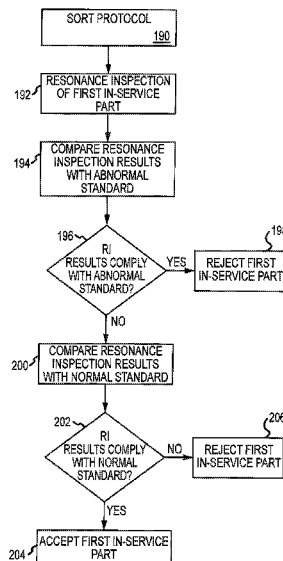 SORT PROTOCOL
190
192
RESONANCE INSPECTION
OF FIRST IN-SERVICE
PART
194
COMPARE RESONANCE
INSPECTION RESULTS
WITH ABNORMAL
STANDARD
196
RI
RESULTS COMPLY
WITH ABNORMAL
STANDARD?
YES
REJECT FIRST
IN-SERVICE PART
NO
200
COMPARE RESONANCE
INSPECTION RESULTS
WITH NORMAL STANDARD
202
RI
RESULTS COMPLY
WITH NORMAL
STANDARD?
NO
206
REJECT FIRST
IN-SERVICE PART
YES
204
ACCEPT FIRST IN-SERVICE
PART